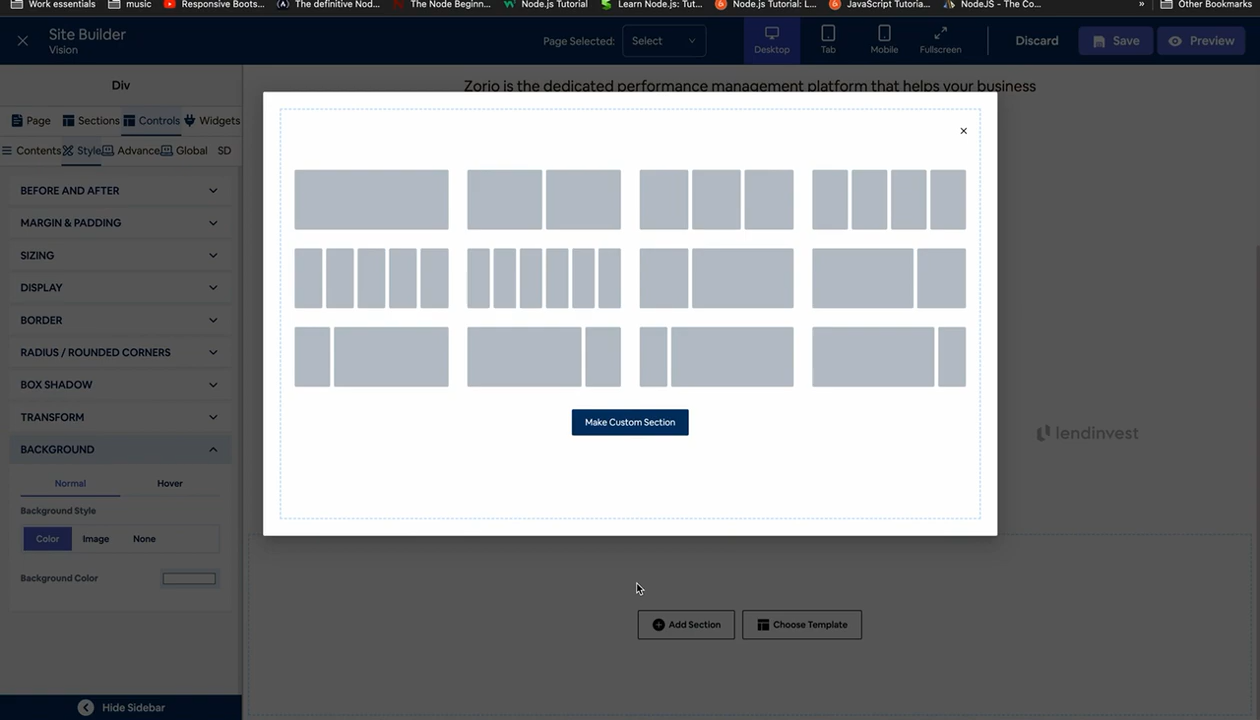 Work essentials
music
Responsive Boots...
The definitive Nod...
The Node Beginn...
Node.js Tutorial
Learn Node.js: Tut...
Node.js Tutorial: L...
JavaScript Tutoria...
NodeJS - The Co...
»
Other Bookmarks
Site Builder
Vision
Page Selected:
Select
Desktop
Tab
Mobile
Fullscreen
Discard
Save
Preview
Div
Page
Sections
Controls
Widgets
Contents
Style
Advance
Global
SD
BEFORE AND AFTER
MARGIN & PADDING
SIZING
DISPLAY
BORDER
RADIUS / ROUNDED CORNERS
BOX SHADOW
TRANSFORM
BACKGROUND
Normal
Hover
Background Style
Color
Image
None
Background Color
Hide Sidebar
Zorio is the dedicated performance management platform that helps your business
Make Custom Section
lendinvest
Add Section
Choose Template